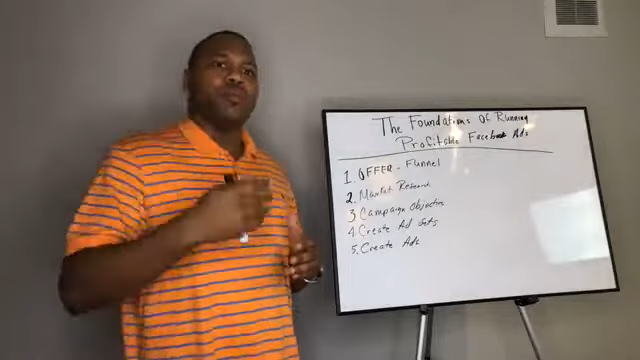 The Foundations Of Running
Profitable Facebook Ads
1. OFFER - Funnel
2. Market Research
3. Campaign Objective
4. Create Ad Sets
5. Create Ads